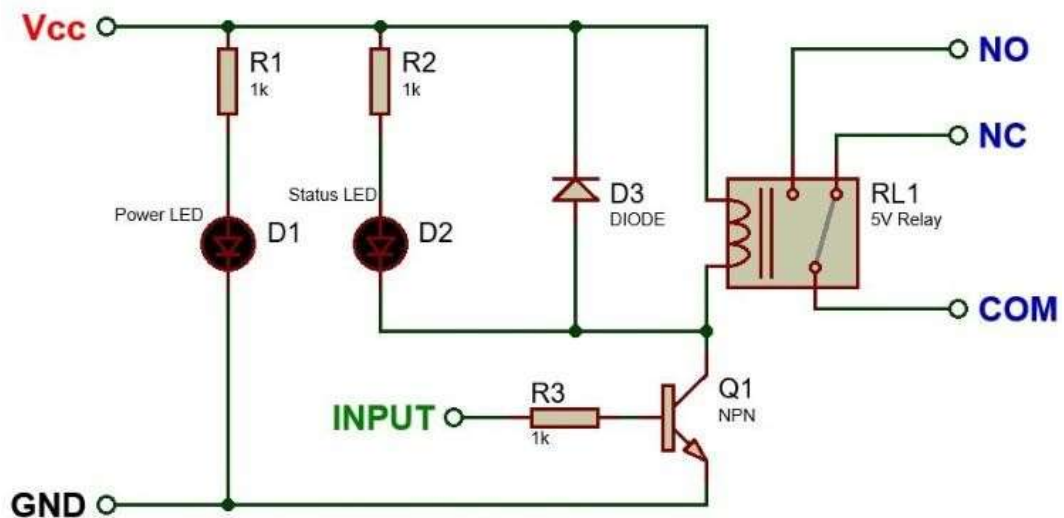 Vcc
R1
1k
R2
1k
NO
NC
Power LED
D1
Status LED
D2
D3
DIODE
RL1
5V Relay
COM
INPUT
R3
1k
Q1
NPN
GND